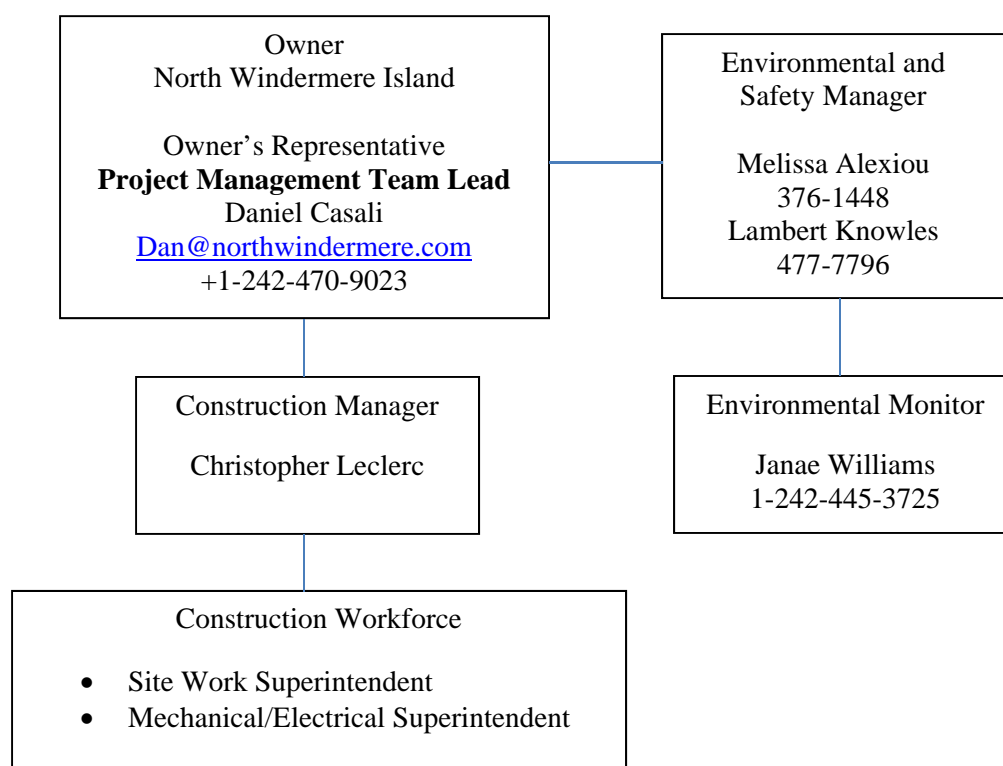 Owner
North Windermere Island
Owner’s Representative
Project Management Team Lead
Daniel Casali
Dan@northwindermere.com
+1-242-470-9023
Environmental and
Safety Manager
Melissa Alexiou
376-1448
Lambert Knowles
477-7796
Construction Manager
Christopher Leclerc
Environmental Monitor
Janae Williams
1-242-445-3725
Construction Workforce
• Site Work Superintendent
• Mechanical/Electrical Superintendent